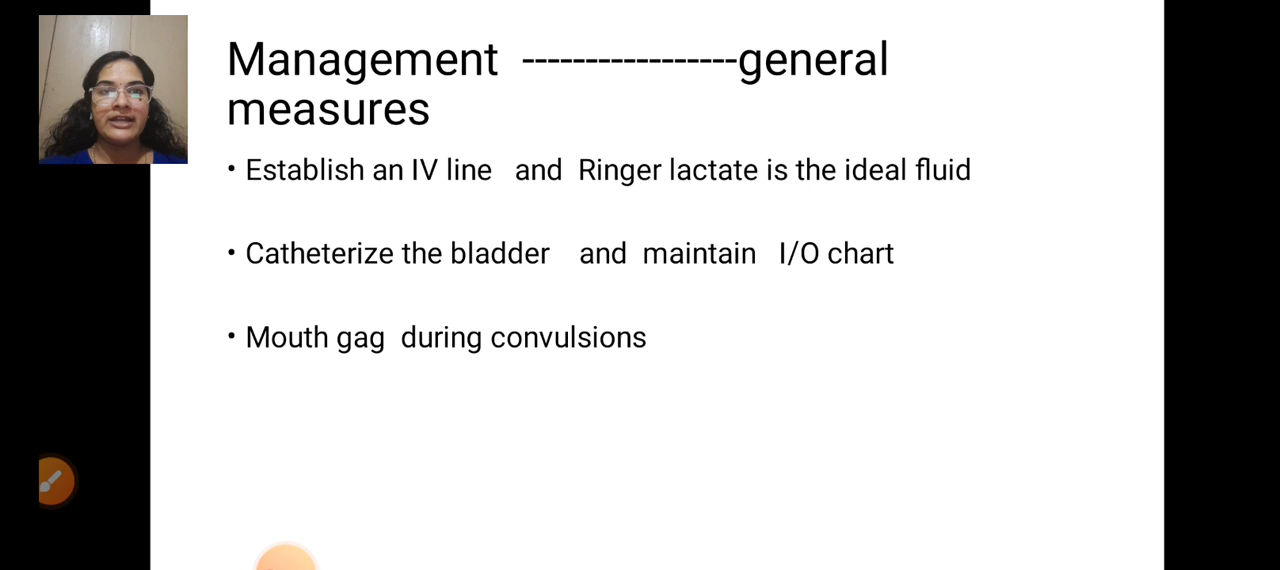 Management -----------------general
measures
• Establish an IV line and Ringer lactate is the ideal fluid
• Catheterize the bladder and maintain I/O chart
• Mouth gag during convulsions